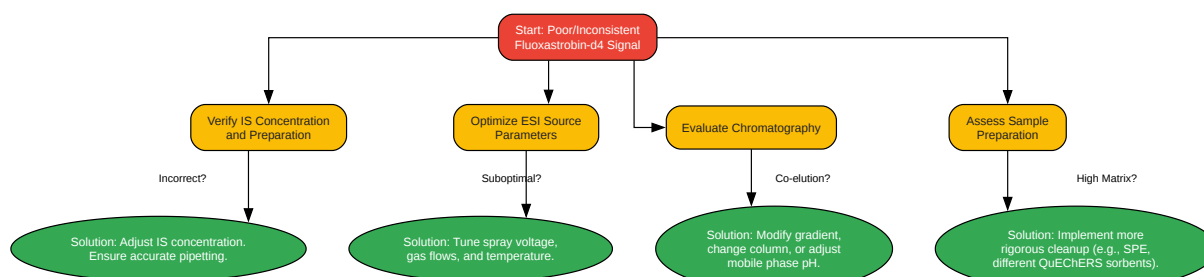 Start: Poor/Inconsistent
Fluoxastrobin-d4 Signal
Verify IS Concentration
and Preparation
Optimize ESI Source
Parameters
Evaluate Chromatography
Assess Sample
Preparation
Incorrect?
Suboptimal?
Co-elution?
High Matrix?
Solution: Adjust IS concentration.
Ensure accurate pipetting.
Solution: Tune spray voltage,
gas flows, and temperature.
Solution: Modify gradient,
change column, or adjust
mobile phase pH.
Solution: Implement more
rigorous cleanup (e.g., SPE,
different QuEChERS sorbents).